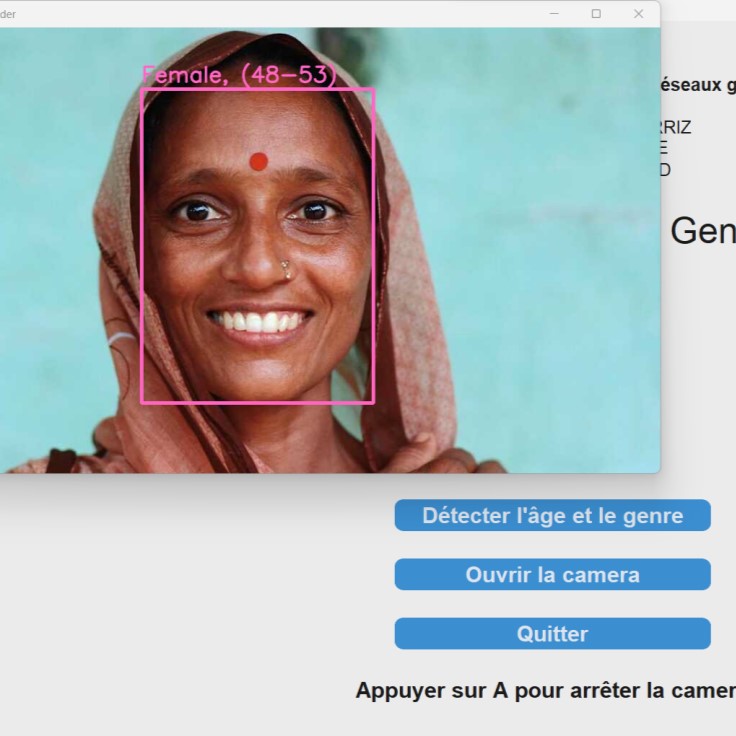 der
Female, (48-53)
éseaux g
RIZ
E
D
Gen
Détecter l'âge et le genre
Ouvrir la camera
Quitter
Appuyer sur A pour arrêter la camer